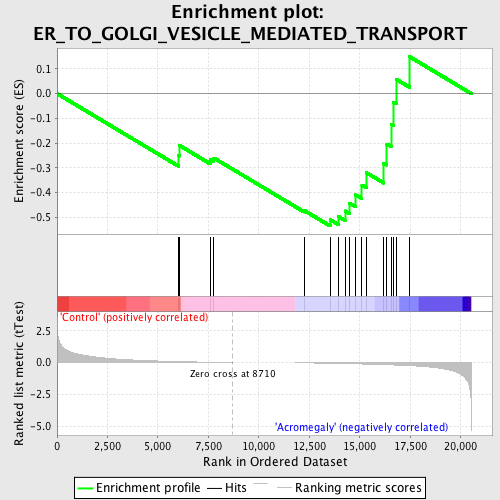 Enrichment plot:
ER_TO_GOLGI_VESICLE_MEDIATED_TRANSPORT
Enrichment score (ES)
0.1
0.0
-0.1
-0.2
-0.3
-0.4
-0.5
'Control' (positively correlated)
Ranked list metric (tTest)
2.5
0.0
-2.5
-5.0
Zero cross at 8710
'Acromegaly' (negatively correlated)
0
2,500
5,000
7,500
10,000
12,500
15,000
17,500
20,000
Rank in Ordered Dataset
Enrichment profile
Hits
Ranking metric scores